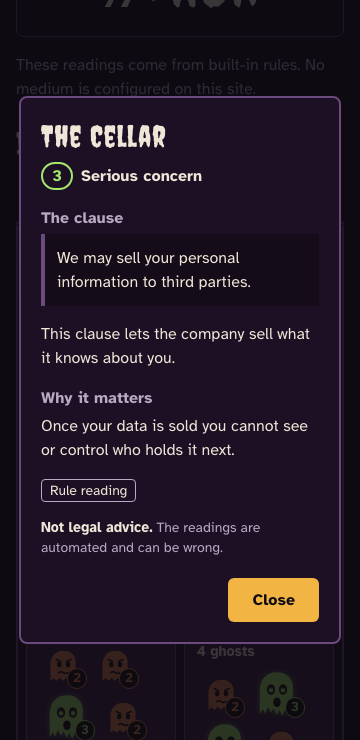 These readings come from built-in rules. No
medium is configured on this site.
THE CELLAR
3 Serious concern
The clause
We may sell your personal
information to third parties.
This clause lets the company sell what
it knows about you.
Why it matters
Once your data is sold you cannot see
or control who holds it next.
Rule reading
Not legal advice. The readings are
automated and can be wrong.
Close
4 ghosts
2 2 2 3
3 2